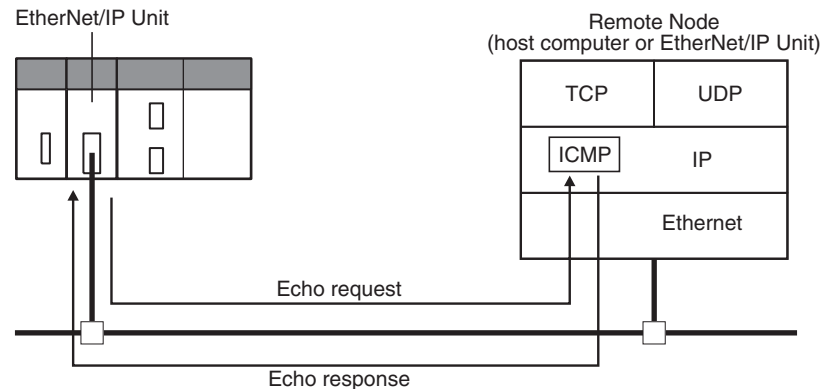 EtherNet/IP Unit
Remote Node
(host computer or EtherNet/IP Unit)
TCP
UDP
ICMP
IP
Ethernet
Echo request
Echo response